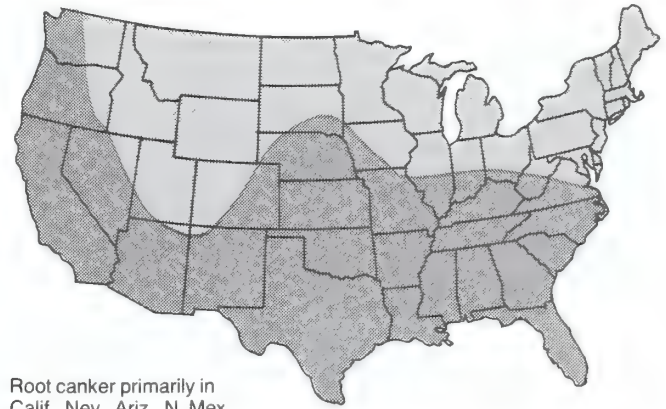 Root canker primarily in
Calif., Nev., Ariz., N. Mex.